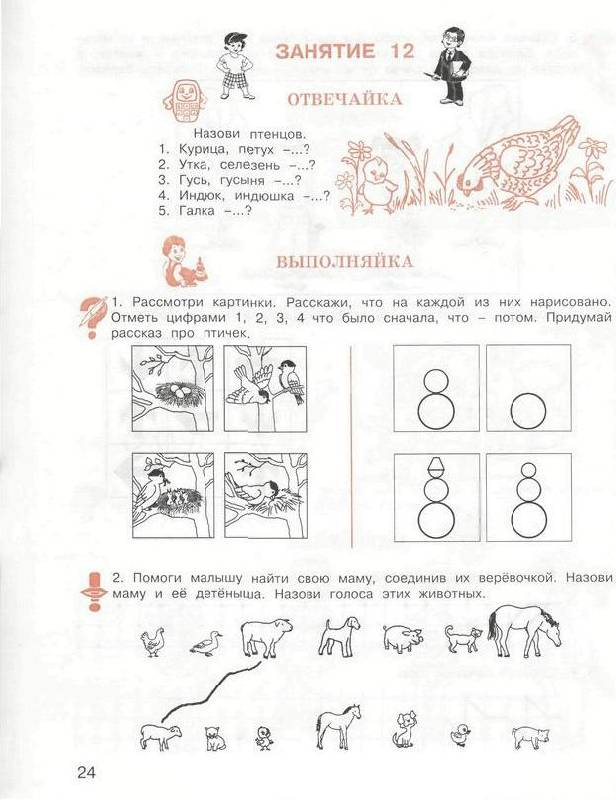 ЗАНЯТИЕ 12
ОТВЕЧАЙКА
Назови птенцов.
1. Курица, петух –...?
2. Утка, селезень –...?
3. Гусь, гусыня –...?
4. Индюк, индюшка –...?
5. Галка –...?
ВЫПОЛНЯЙКА
1. Рассмотри картинки. Расскажи, что на каждой из них нарисовано.
Отметь цифрами 1, 2, 3, 4 что было сначала, что – потом. Придумай
рассказ про птичек.
2. Помоги малышу найти свою маму, соединив их верёвочкой. Назови
маму и её детёныша. Назови голоса этих животных.
24